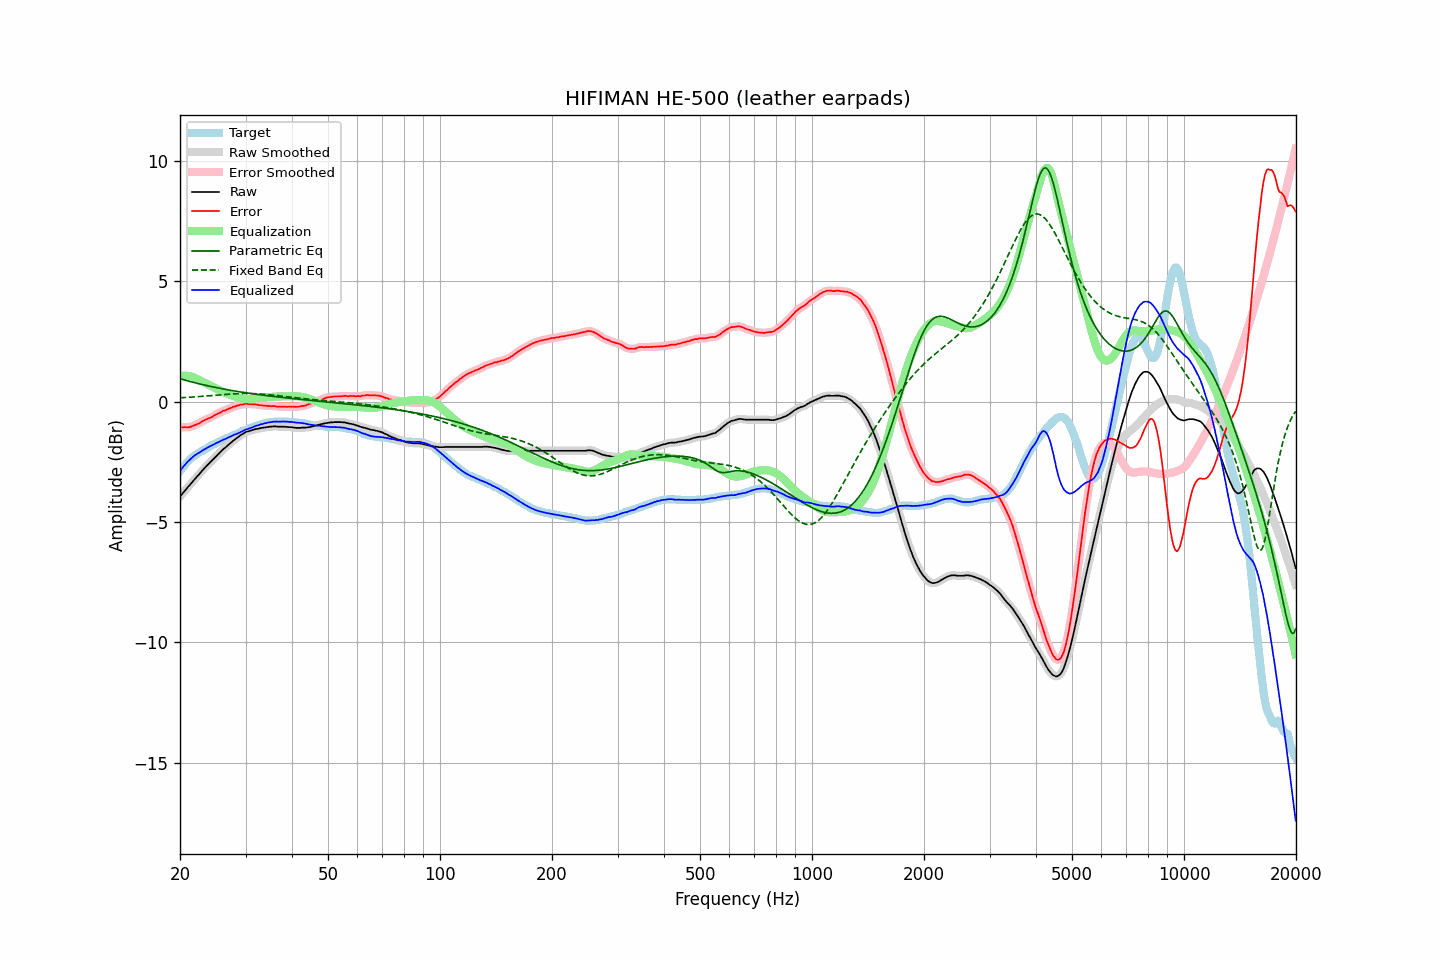 HIFIMAN HE-500 (leather earpads)
Target
Raw Smoothed
Error Smoothed
Raw
Error
Equalization
Parametric Eq
Fixed Band Eq
Equalized
10
5
0
−5
−10
−15
Amplitude (dBr)
20 50 100 200 500 1000 2000 5000 10000 20000
Frequency (Hz)